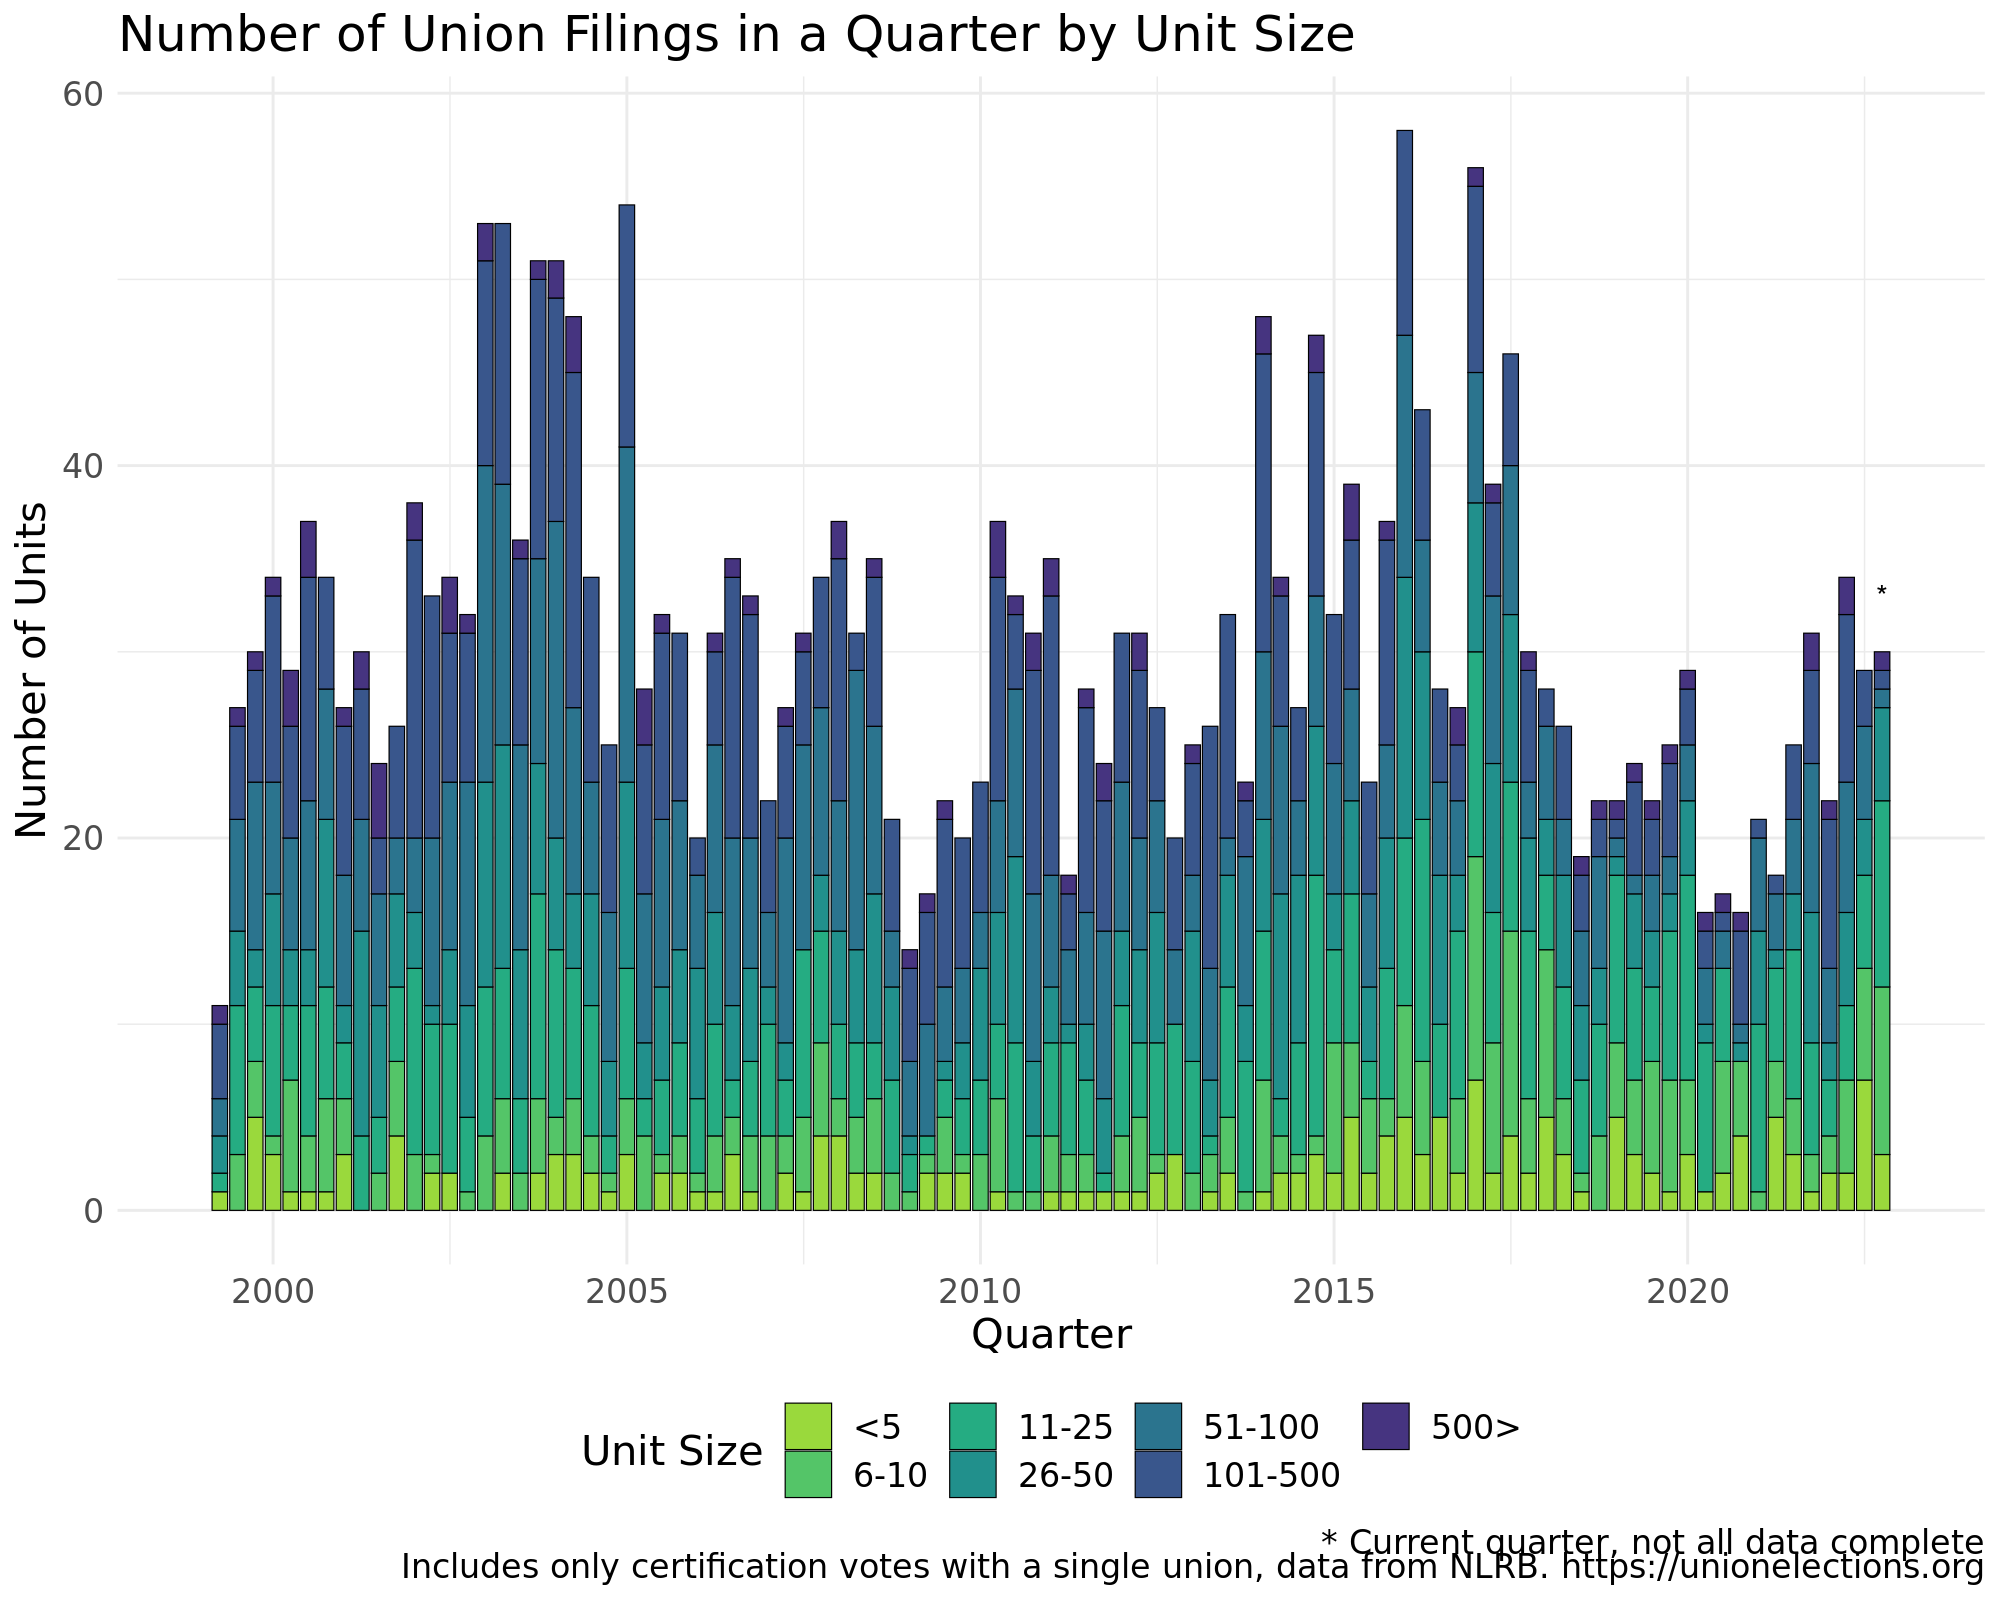 Number of Union Filings in a Quarter by Unit Size
60
40
20
0
Number of Units
*
2000 2005 2010 2015 2020
Quarter
Unit Size
<5 11-25 51-100 500>
6-10 26-50 101-500
* Current quarter, not all data complete
Includes only certification votes with a single union, data from NLRB. https://unionelections.org